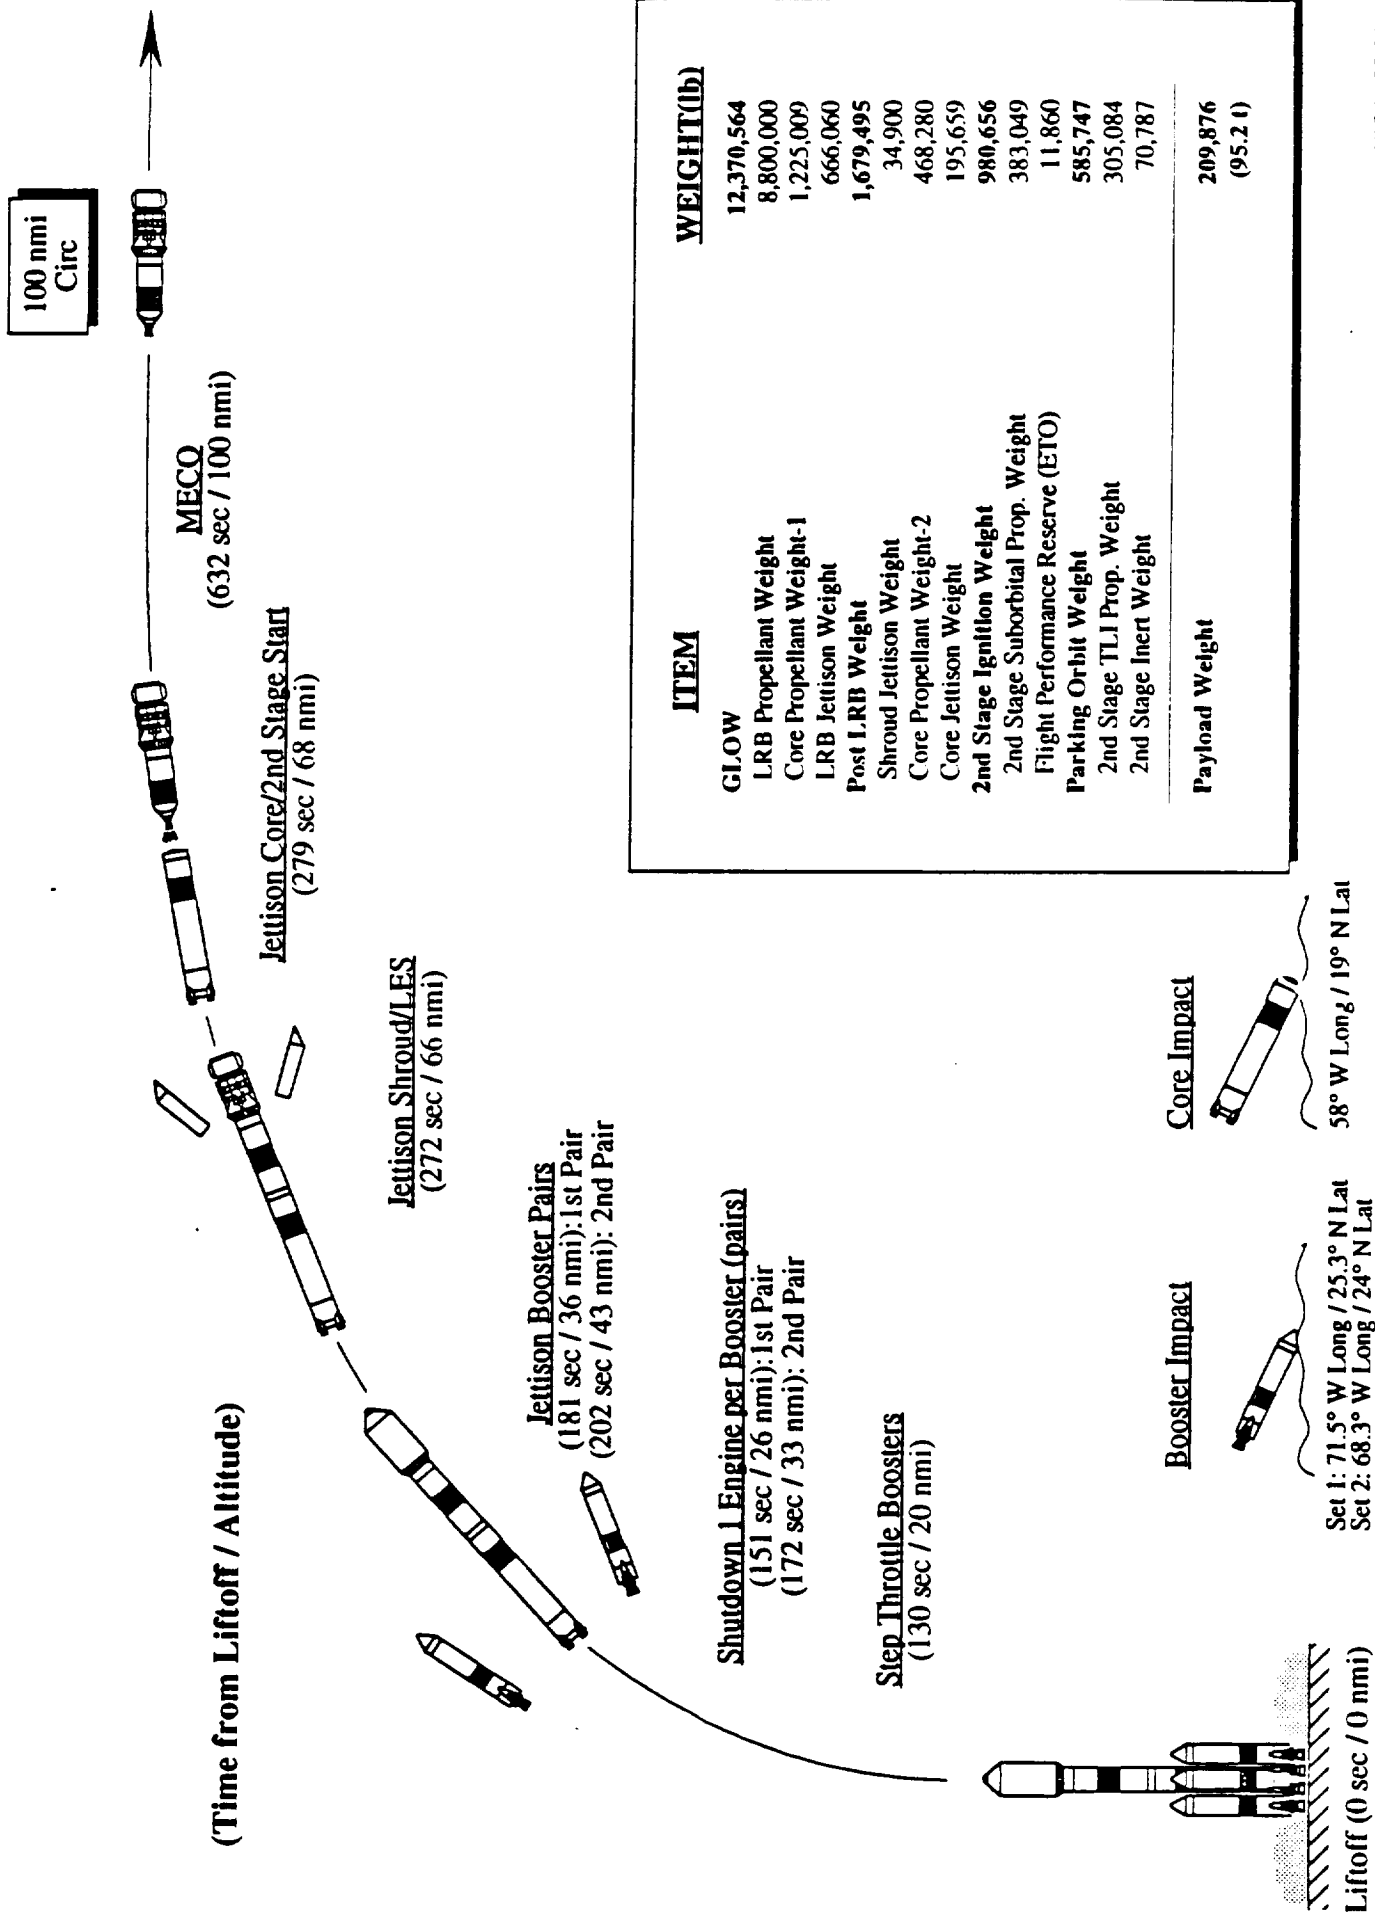 100 nmi
Circ
(Time from Liftoff / Altitude)
MECO
(632 sec / 100 nmi)
Jettison Core/2nd Stage Start
(279 sec / 68 nmi)
Jettison Shroud/LES
(272 sec / 66 nmi)
Jettison Booster Pairs
(181 sec / 36 nmi):1st Pair
(202 sec / 43 nmi): 2nd Pair
Shutdown 1 Engine per Booster (pairs)
(151 sec / 26 nmi):1st Pair
(172 sec / 33 nmi): 2nd Pair
Step Throttle Boosters
(130 sec / 20 nmi)
Liftoff (0 sec / 0 nmi)
Booster Impact
Set 1: 71.5° W Long / 25.3° N Lat
Set 2: 68.3° W Long / 24° N Lat
Core Impact
58° W Long / 19° N Lat
ITEM WEIGHT(lb)
GLOW 12,370,564
LRB Propellant Weight 8,800,000
Core Propellant Weight-1 1,225,009
LRB Jettison Weight 666,060
Post LRB Weight 1,679,495
Shroud Jettison Weight 34,900
Core Propellant Weight-2 468,280
Core Jettison Weight 195,659
2nd Stage Ignition Weight 980,656
2nd Stage Suborbital Prop. Weight 383,049
Flight Performance Reserve (ETO) 11,860
Parking Orbit Weight 585,747
2nd Stage TLI Prop. Weight 305,084
2nd Stage Inert Weight 70,787
Payload Weight 209,876
(95.2 t)